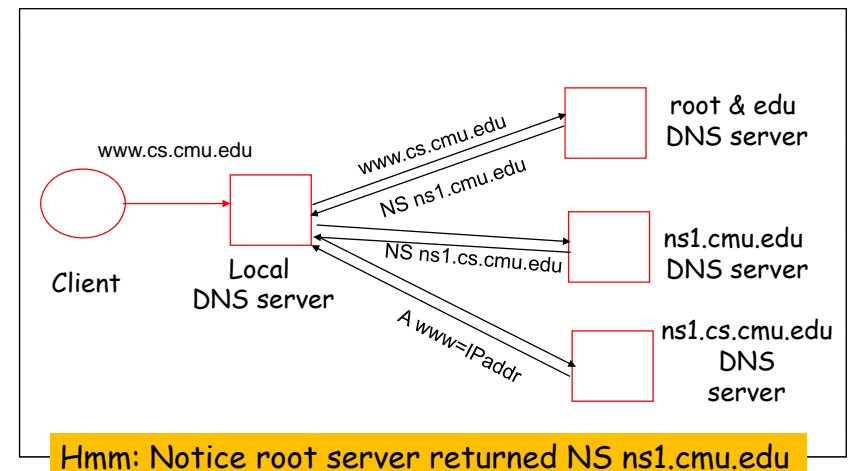 www.cs.cmu.edu
Client
Local
DNS server
www.cs.cmu.edu
NS ns1.cmu.edu
NS ns1.cs.cmu.edu
A www=IPaddr
root & edu
DNS server
ns1.cmu.edu
DNS server
ns1.cs.cmu.edu
DNS
server
Hmm: Notice root server returned NS ns1.cmu.edu